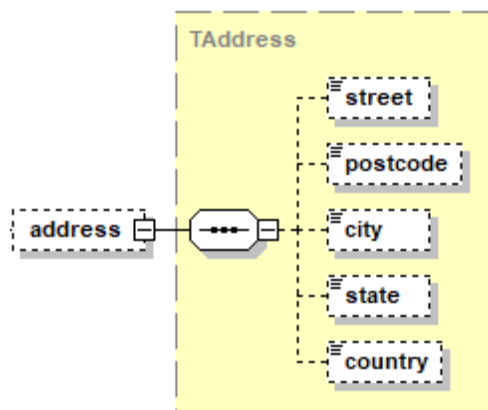 TAddress
street
postcode
address
city
state
country